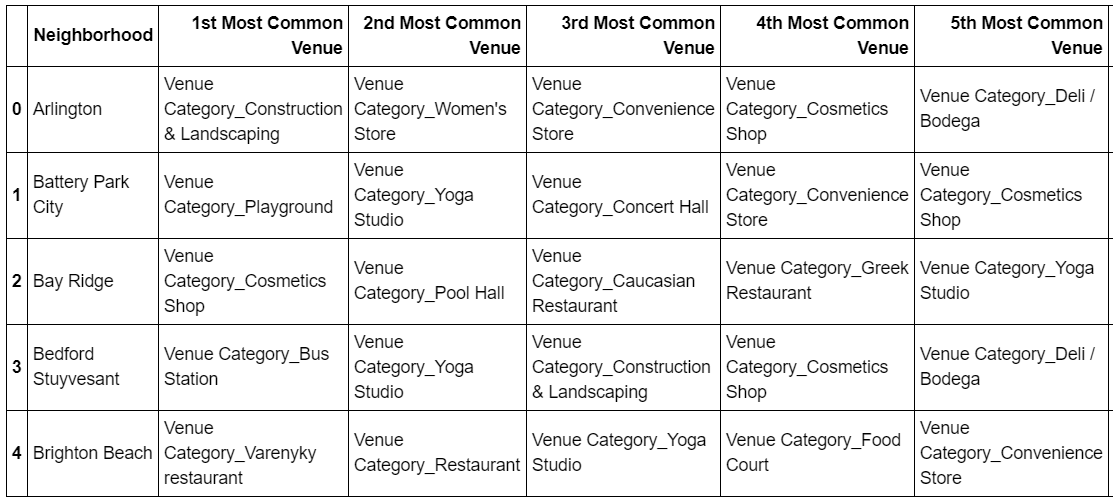 Neighborhood 1st Most Common Venue 2nd Most Common Venue 3rd Most Common Venue 4th Most Common Venue 5th Most Common Venue
0 Arlington Venue Category_Construction & Landscaping Venue Category_Women's Store Venue Category_Convenience Store Venue Category_Cosmetics Shop Venue Category_Deli / Bodega
1 Battery Park City Venue Category_Playground Venue Category_Yoga Studio Venue Category_Concert Hall Venue Category_Convenience Store Venue Category_Cosmetics Shop
2 Bay Ridge Venue Category_Cosmetics Shop Venue Category_Pool Hall Venue Category_Caucasian Restaurant Venue Category_Greek Restaurant Venue Category_Yoga Studio
3 Bedford Stuyvesant Venue Category_Bus Station Venue Category_Yoga Studio Venue Category_Construction & Landscaping Venue Category_Cosmetics Shop Venue Category_Deli / Bodega
4 Brighton Beach Venue Category_Varenyky restaurant Venue Category_Restaurant Venue Category_Yoga Studio Venue Category_Food Court Venue Category_Convenience Store